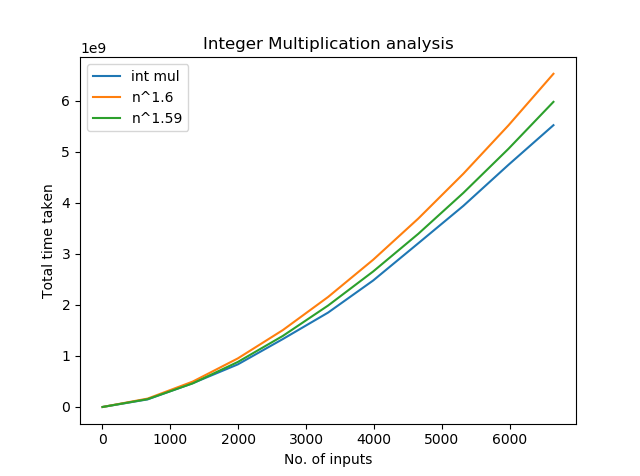 Integer Multiplication analysis
1e9
int mul
n^1.6
n^1.59
6
5
4
3
2
1
0
Total time taken
0 1000 2000 3000 4000 5000 6000
No. of inputs